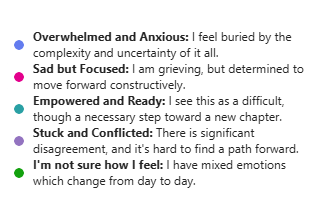 Overwhelmed and Anxious: I feel buried by the
complexity and uncertainty of it all.
Sad but Focused: I am grieving, but determined to
move forward constructively.
Empowered and Ready: I see this as a difficult,
though a necessary step toward a new chapter.
Stuck and Conflicted: There is significant
disagreement, and it's hard to find a path forward.
I'm not sure how I feel: I have mixed emotions
which change from day to day.